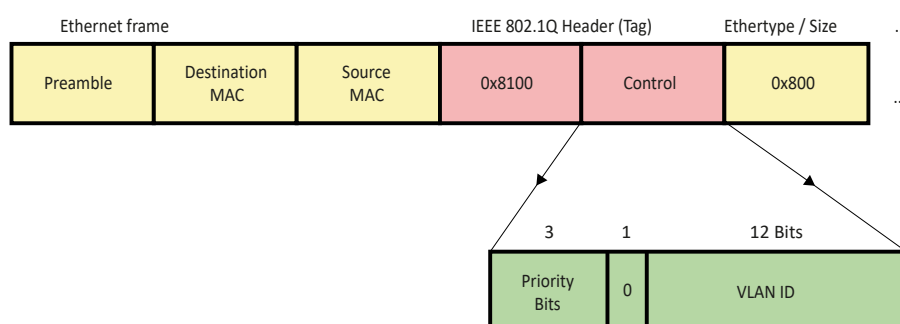 Ethernet frame
IEEE 802.1Q Header (Tag)
Ethertype / Size
Preamble
Destination
MAC
Source
MAC
0x8100
Control
0x800
3
1
12 Bits
Priority
Bits
0
VLAN ID